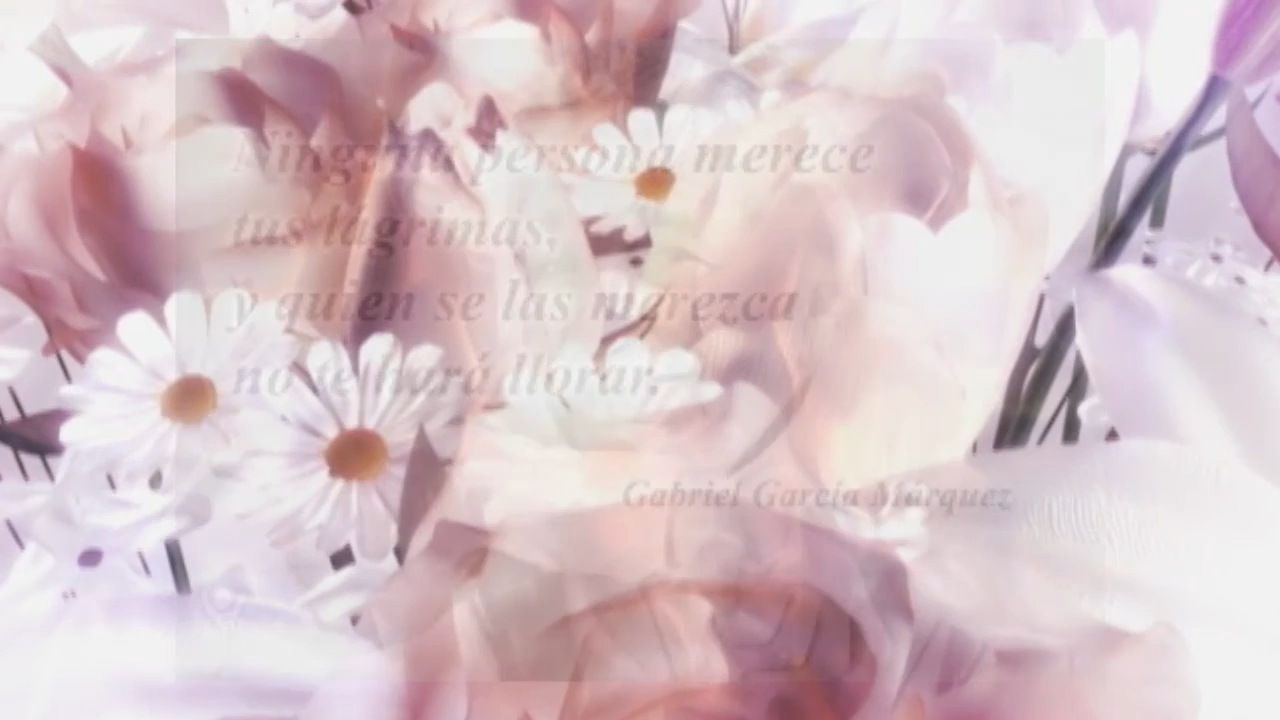 Ninguna persona merece
tus lágrimas,
y quien se las merezca
no te hará llorar.
Gabriel García Márquez